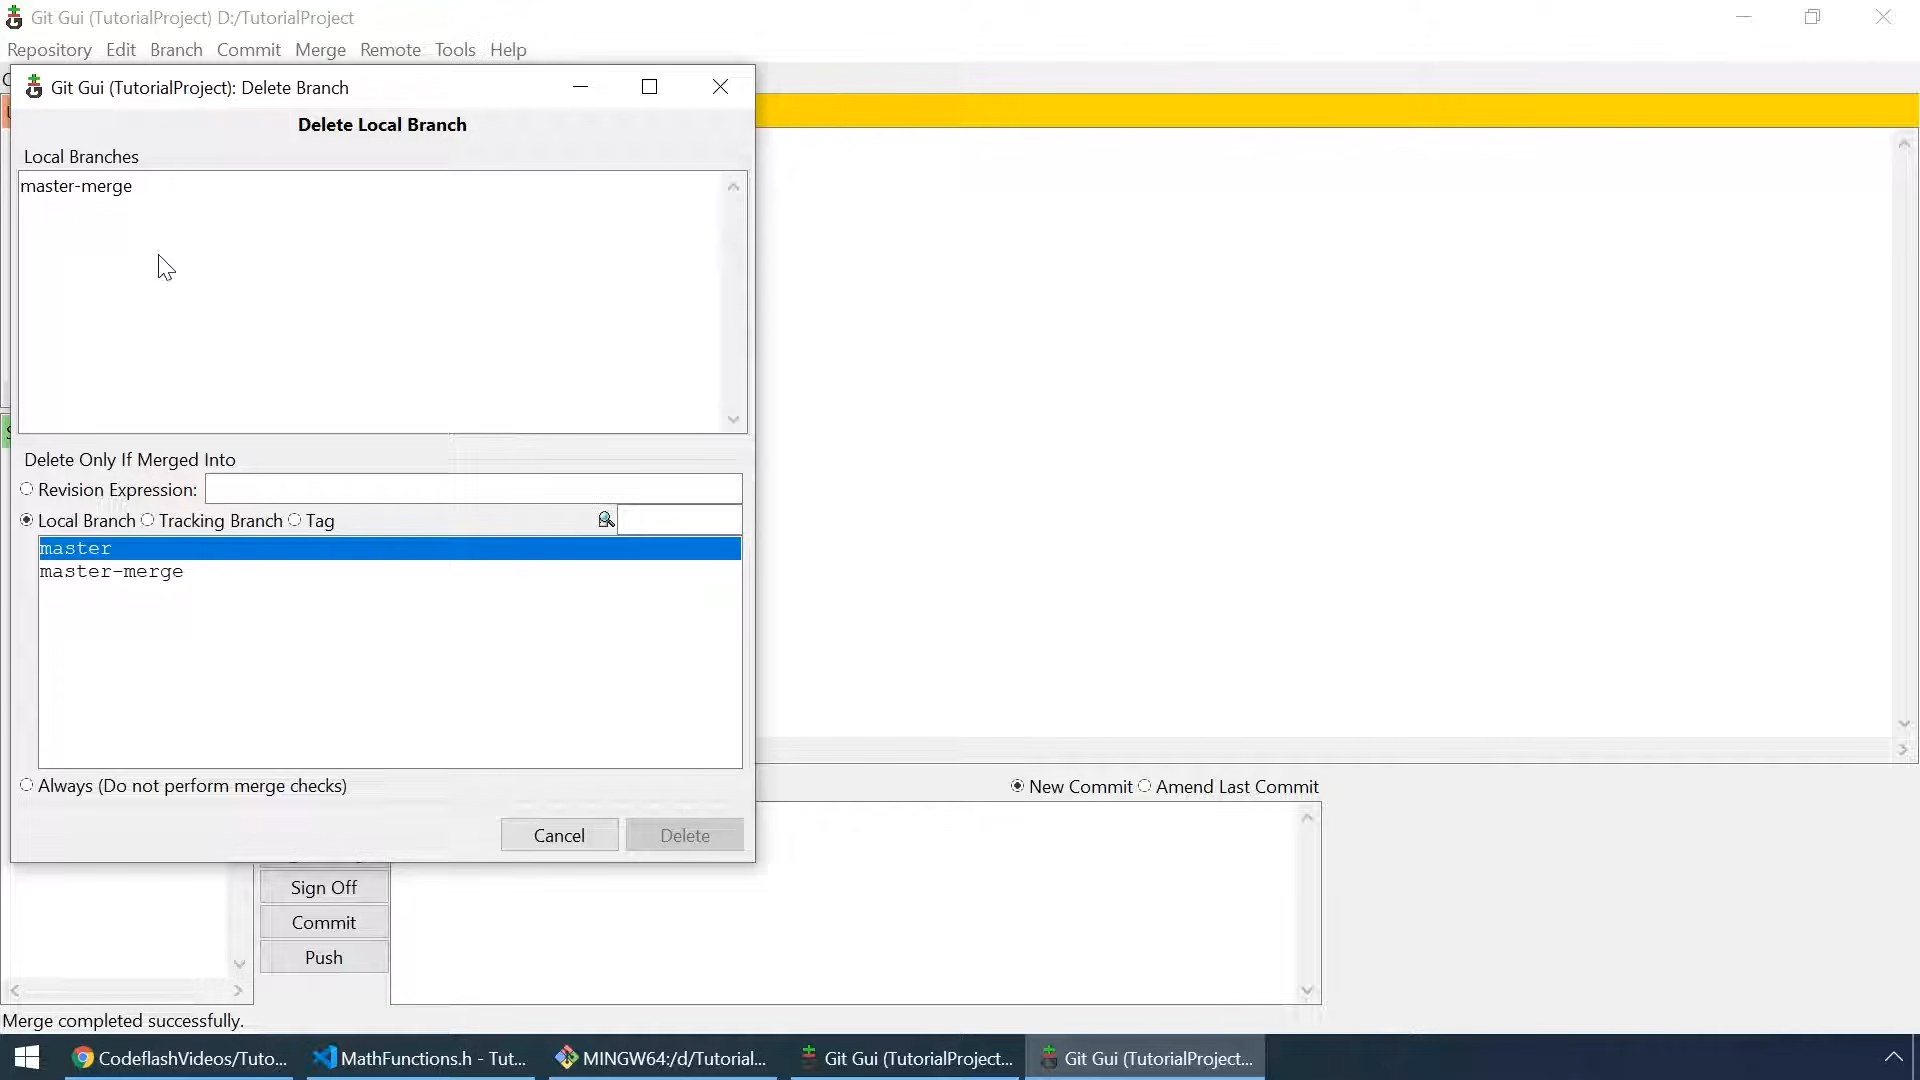 Git Gui (TutorialProject) D:/TutorialProject
Repository Edit Branch Commit Merge Remote Tools Help
Git Gui (TutorialProject): Delete Branch
Delete Local Branch
Local Branches
master-merge
Delete Only If Merged Into
Revision Expression:
Local Branch Tracking Branch Tag
master
master-merge
Always (Do not perform merge checks)
Cancel Delete
New Commit Amend Last Commit
Sign Off
Commit
Push
Merge completed successfully.
CodeflashVideos/Tuto... MathFunctions.h - Tut... MINGW64:/d/Tutorial... Git Gui (TutorialProject... Git Gui (TutorialProject...